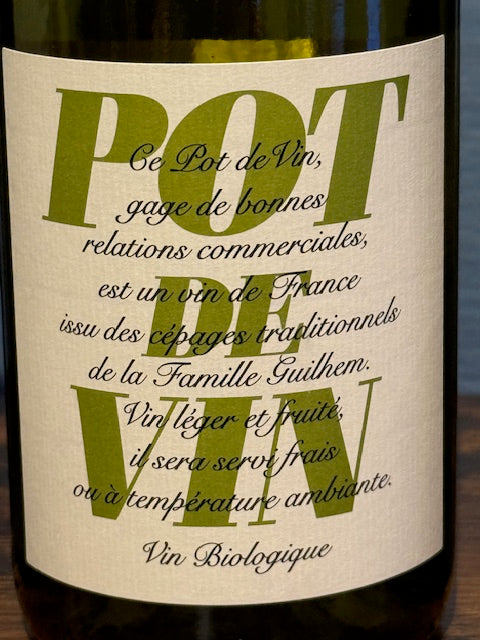 POT
Ce Pot de Vin,
gage de bonnes
relations commerciales,
DE
est un vin de France
issu des cépages traditionnels
de la Famille Guilhem.
VIN
Vin léger et fruité,
il sera servi frais
ou à température ambiante.
Vin Biologique